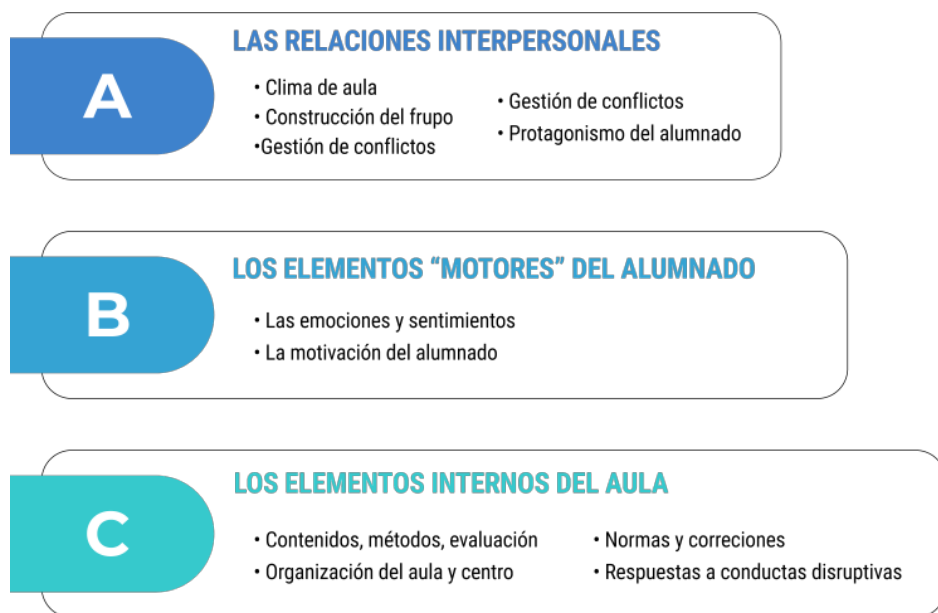 A
LAS RELACIONES INTERPERSONALES
• Clima de aula
• Construcción del frupo
•Gestión de conflictos
• Gestión de conflictos
• Protagonismo del alumnado
B
LOS ELEMENTOS “MOTORES” DEL ALUMNADO
• Las emociones y sentimientos
• La motivación del alumnado
C
LOS ELEMENTOS INTERNOS DEL AULA
• Contenidos, métodos, evaluación
• Organización del aula y centro
• Normas y correciones
• Respuestas a conductas disruptivas